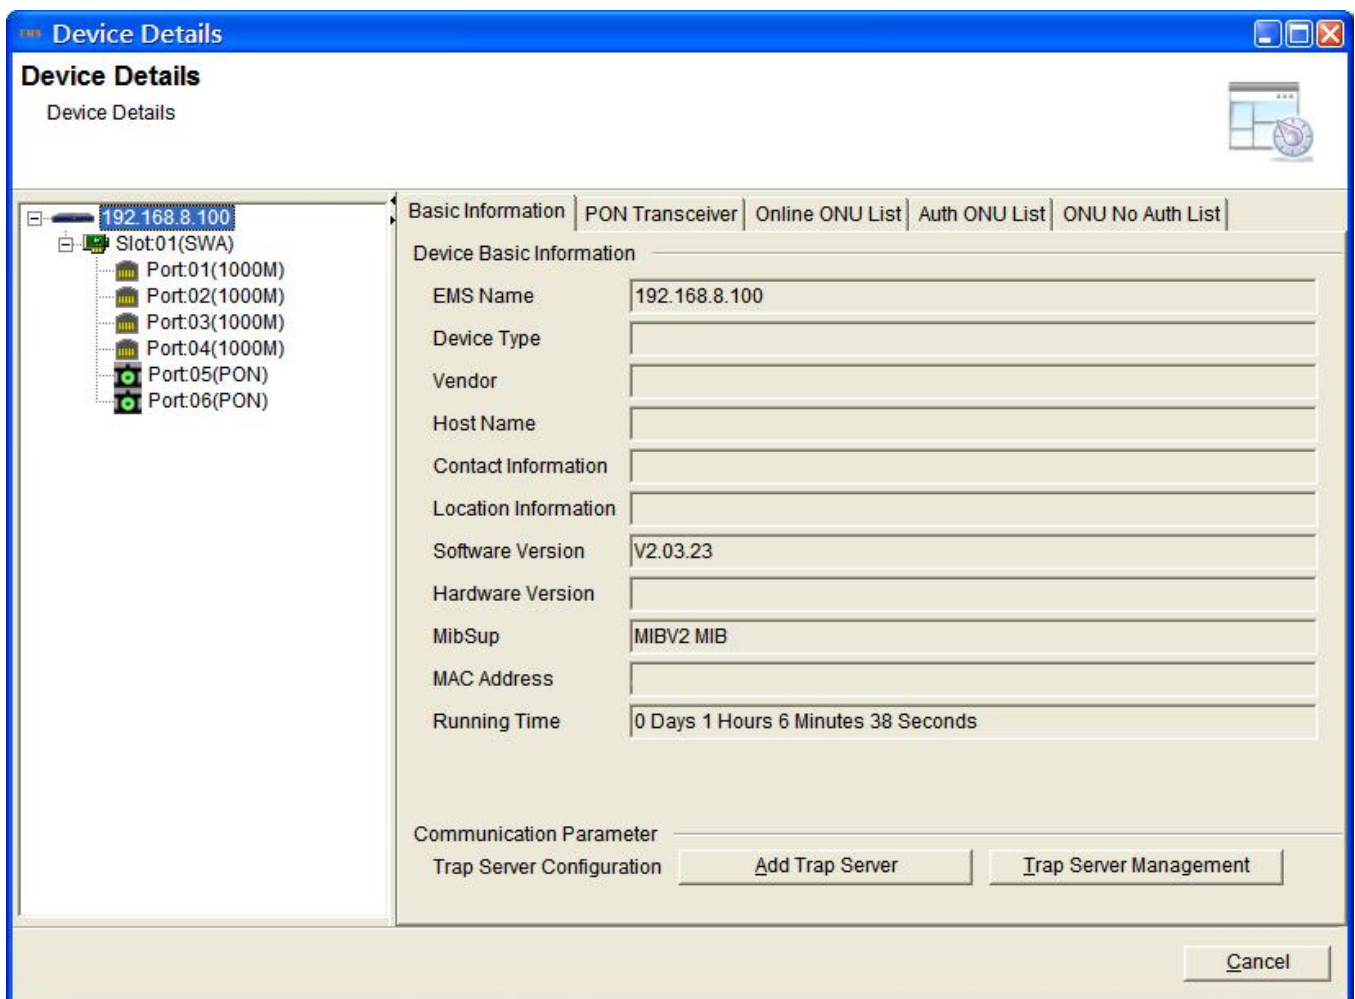 EMS Device Details
Device Details
Device Details
192.168.8.100
Slot:01(SWA)
Port:01(1000M)
Port:02(1000M)
Port:03(1000M)
Port:04(1000M)
Port:05(PON)
Port:06(PON)
Basic Information PON Transceiver Online ONU List Auth ONU List ONU No Auth List
Device Basic Information
EMS Name 192.168.8.100
Device Type
Vendor
Host Name
Contact Information
Location Information
Software Version V2.03.23
Hardware Version
MibSup MIBV2 MIB
MAC Address
Running Time 0 Days 1 Hours 6 Minutes 38 Seconds
Communication Parameter
Trap Server Configuration Add Trap Server Trap Server Management
Cancel